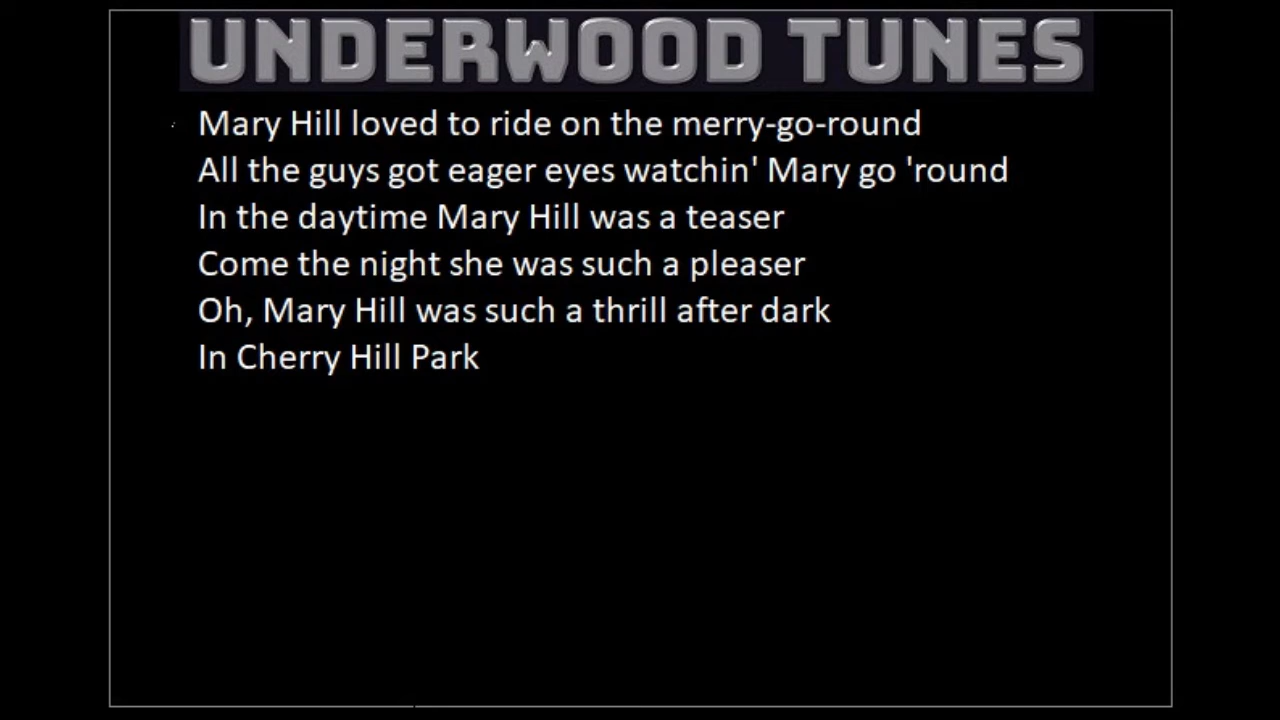 UNDERWOOD TUNES
Mary Hill loved to ride on the merry-go-round
All the guys got eager eyes watchin' Mary go 'round
In the daytime Mary Hill was a teaser
Come the night she was such a pleaser
Oh, Mary Hill was such a thrill after dark
In Cherry Hill Park